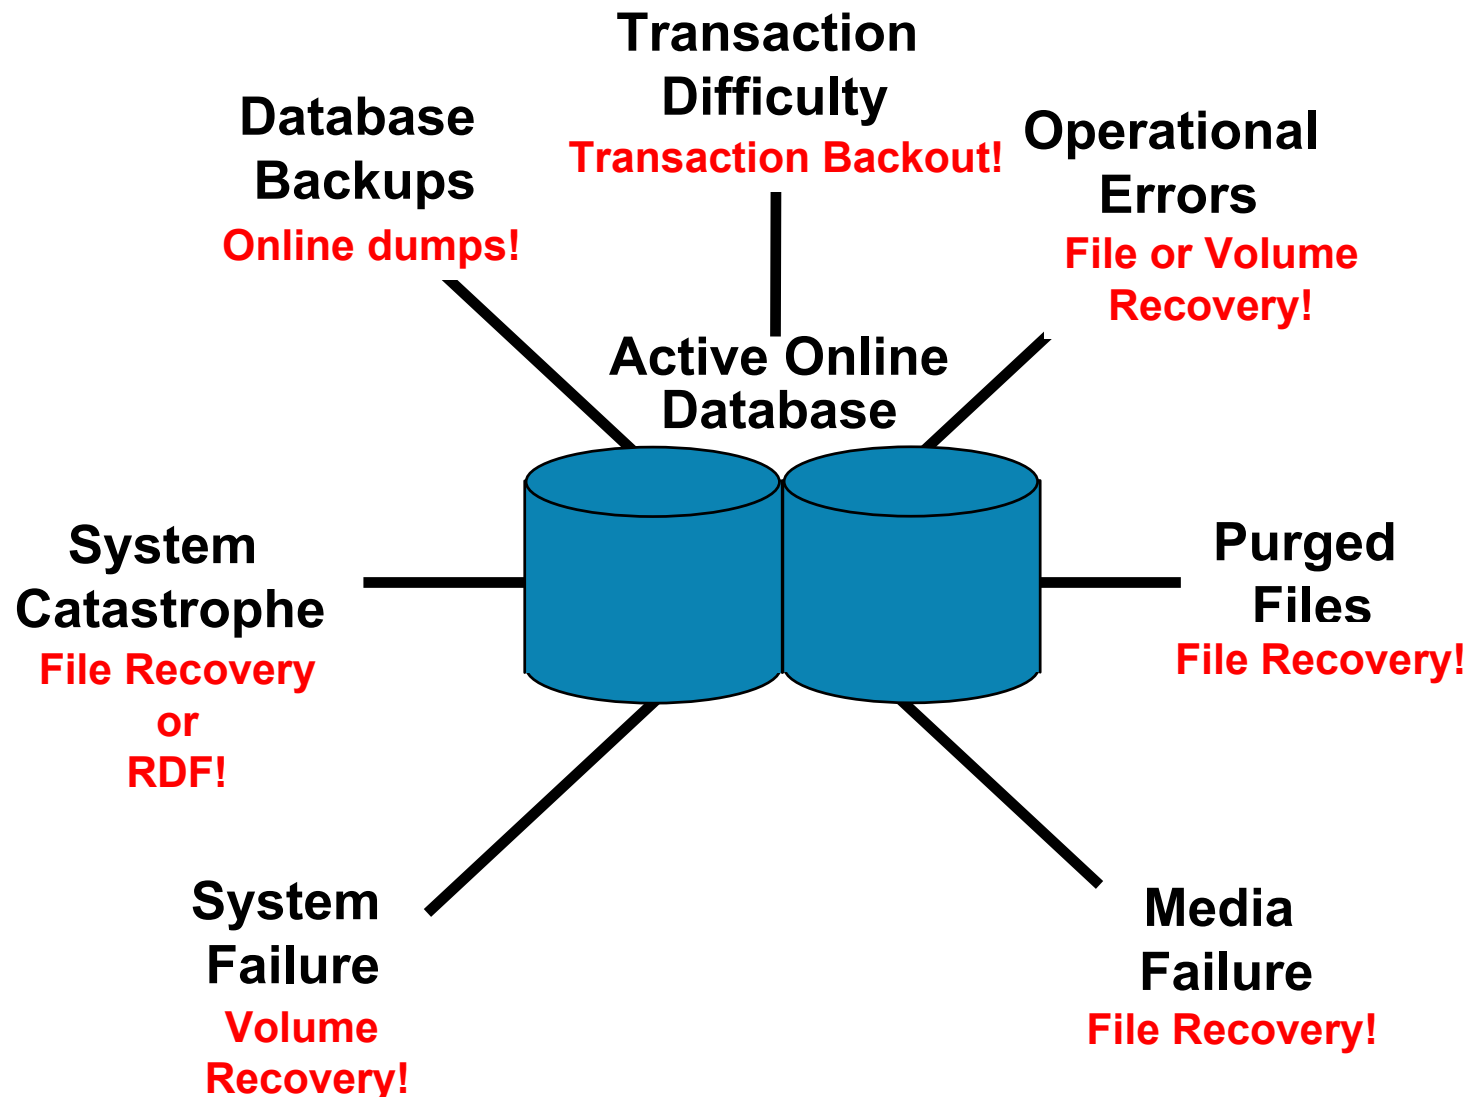 Transaction
Difficulty
Transaction Backout!
Database
Backups
Online dumps!
Operational
Errors
File or Volume
Recovery!
Active Online
Database
System
Catastrophe
File Recovery
or
RDF!
Purged
Files
File Recovery!
System
Failure
Volume
Recovery!
Media
Failure
File Recovery!